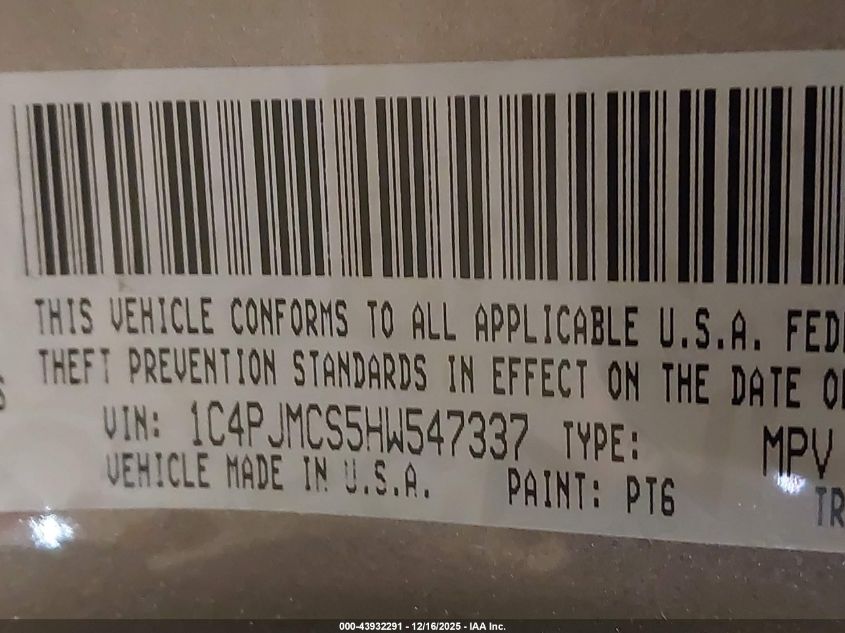 THIS VEHICLE CONFORMS TO ALL APPLICABLE U.S.A. FED
THEFT PREVENTION STANDARDS IN EFFECT ON THE DATE O
S
VIN: 1C4PJMCS5HW547337 TYPE: MPV
VEHICLE MADE IN U.S.A. PAINT: PT6 TR
000-43932291 - 12/16/2025 - IAA Inc.